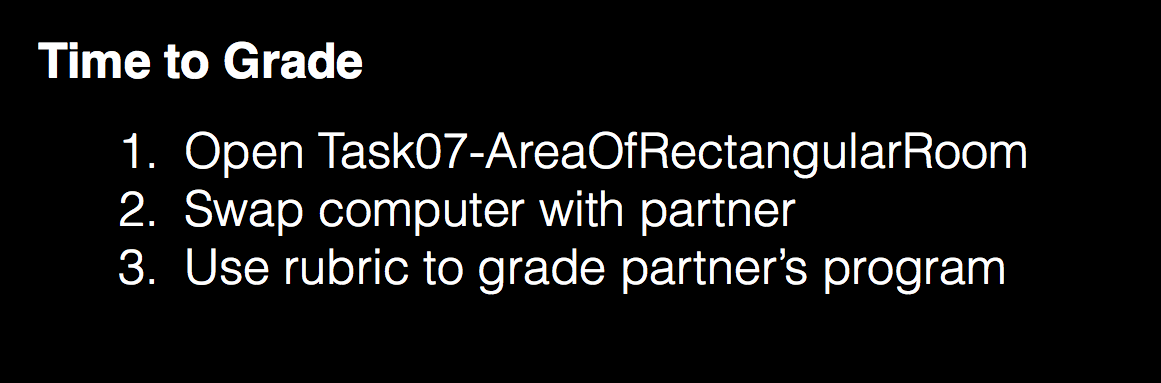 Time to Grade
1. Open Task07-AreaOfRectangularRoom
2. Swap computer with partner
3. Use rubric to grade partner’s program